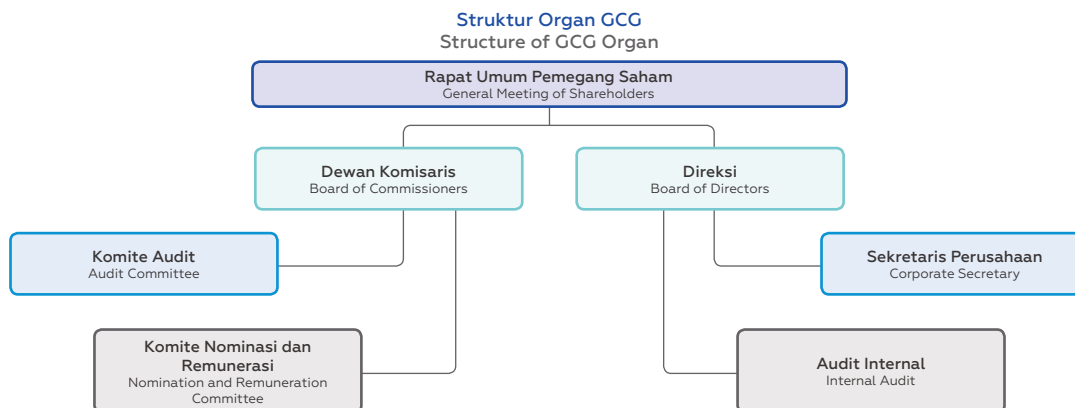 Struktur Organ GCG
Structure of GCG Organ
Rapat Umum Pemegang Saham
General Meeting of Shareholders
Dewan Komisaris
Board of Commissioners
Direksi
Board of Directors
Komite Audit
Audit Committee
Sekretaris Perusahaan
Corporate Secretary
Komite Nominasi dan
Remunerasi
Nomination and Remuneration
Committee
Audit Internal
Internal Audit